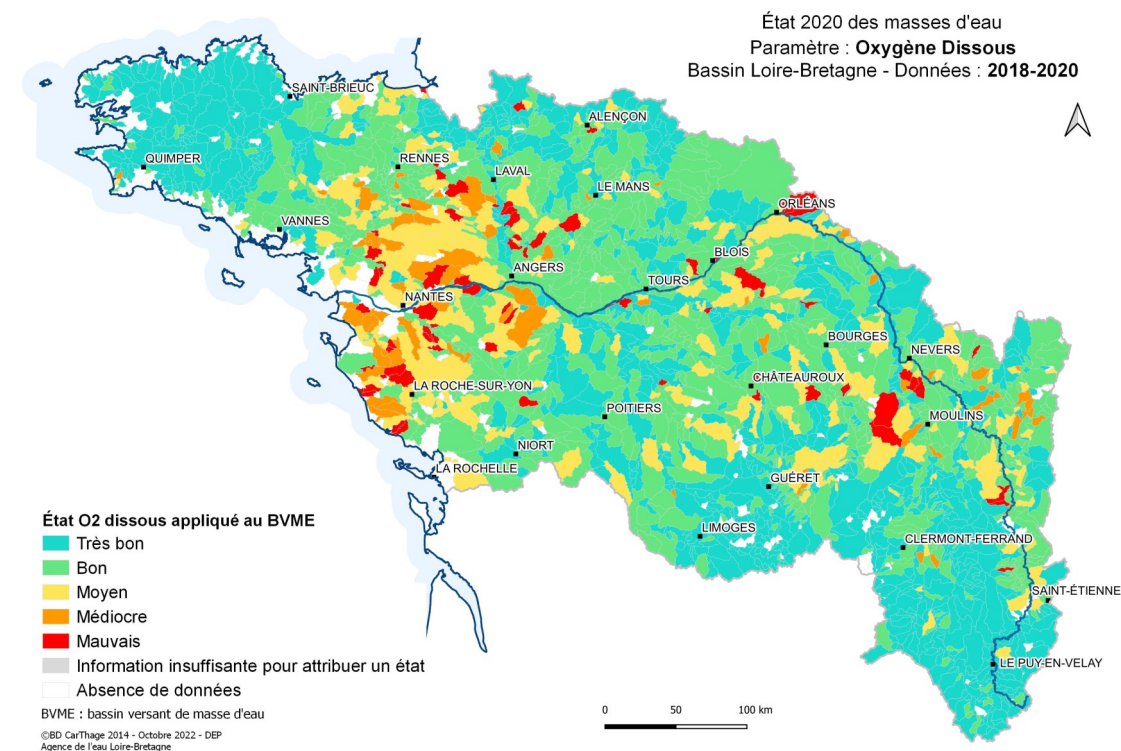 État 2020 des masses d'eau
Paramètre : Oxygène Dissous
Bassin Loire-Bretagne - Données : 2018-2020
SAINT-BRIEUC
ALENÇON
QUIMPER
RENNES
LAVAL
LE MANS
ORLÉANS
VANNES
BLOIS
ANGERS
TOURS
NANTES
BOURGES
NEVERS
LA ROCHE-SUR-YON
CHÂTEAUROUX
POITIERS
MOULINS
NIORT
LA ROCHELLE
GUÉRET
LIMOGES
CLERMONT-FERRAND
SAINT-ÉTIENNE
LE PUY-EN-VELAY
État O2 dissous appliqué au BVME
Très bon
Bon
Moyen
Médiocre
Mauvais
Information insuffisante pour attribuer un état
Absence de données
BVME : bassin versant de masse d'eau
©BD CarThage 2014 - Octobre 2022 - DEP
Agence de l'eau Loire-Bretagne
0 50 100 km